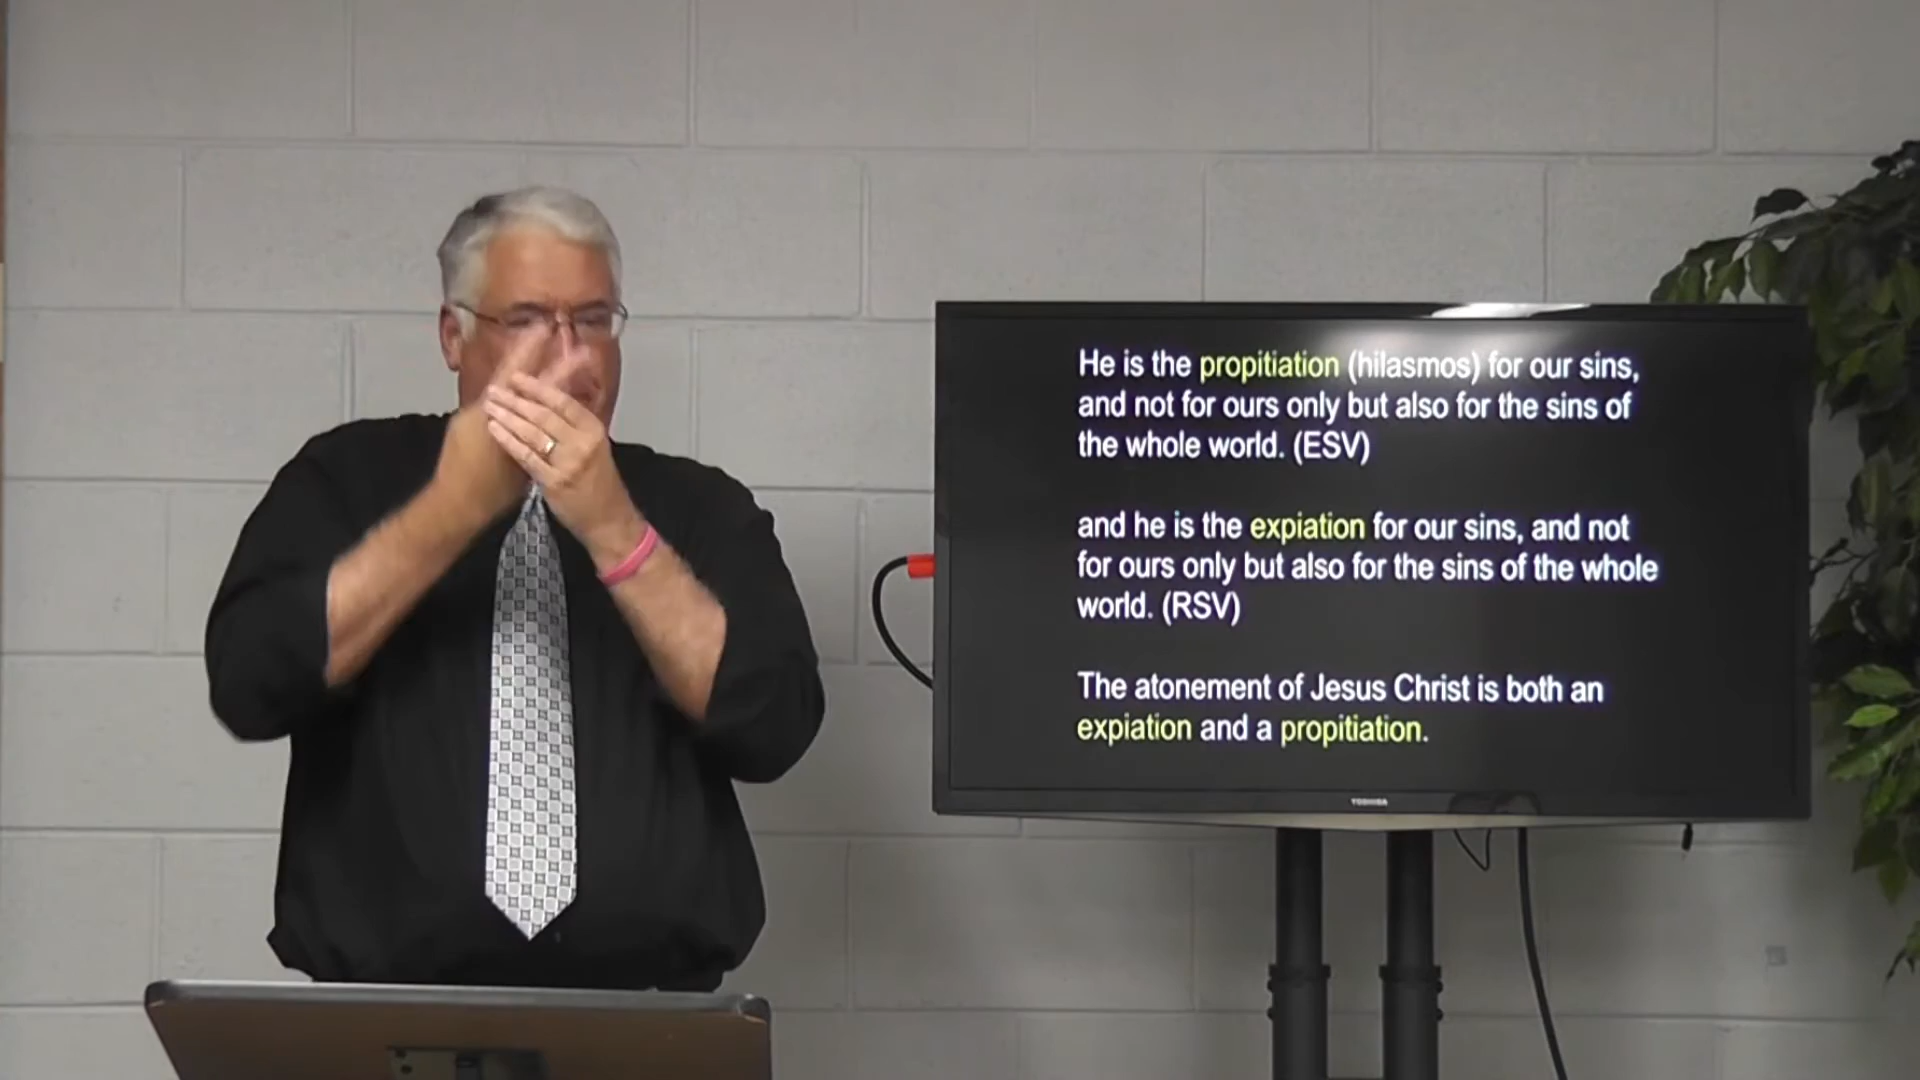 He is the propitiation (hilasmos) for our sins,
and not for ours only but also for the sins of
the whole world. (ESV)
and he is the expiation for our sins, and not
for ours only but also for the sins of the whole
world. (RSV)
The atonement of Jesus Christ is both an
expiation and a propitiation.
TOSHIBA